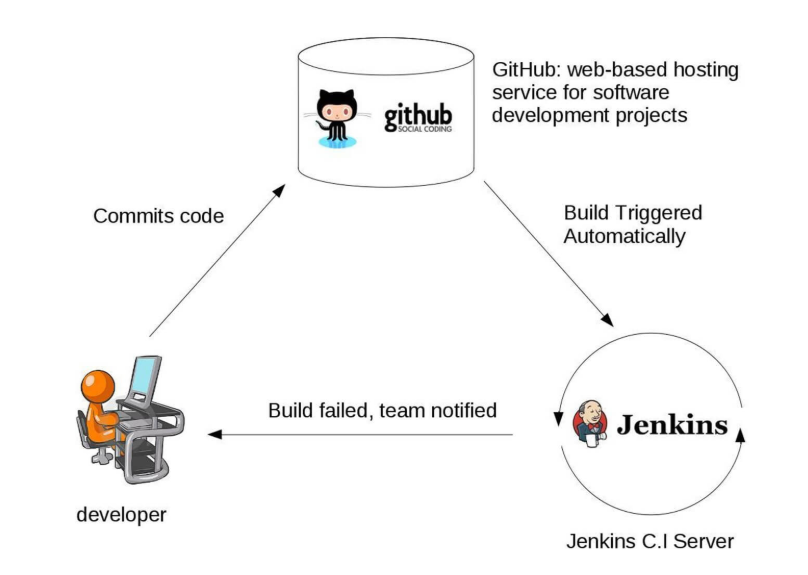 GitHub: web-based hosting
service for software
development projects
github
SOCIAL CODING
Commits code
Build Triggered
Automatically
Build failed, team notified
Jenkins
developer
Jenkins C.I Server